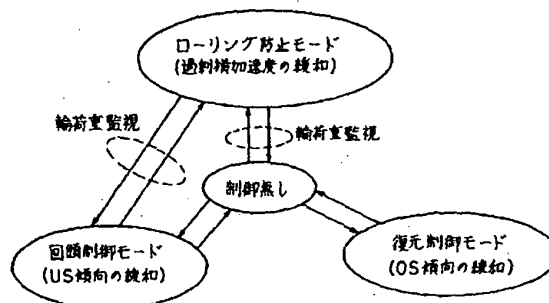 ローリング防止モード
(過剰横加速度の緩和)
輪荷重監視
輪荷重監視
制御無し
回頭制御モード
(US傾向の緩和)
復元制御モード
(OS傾向の緩和)